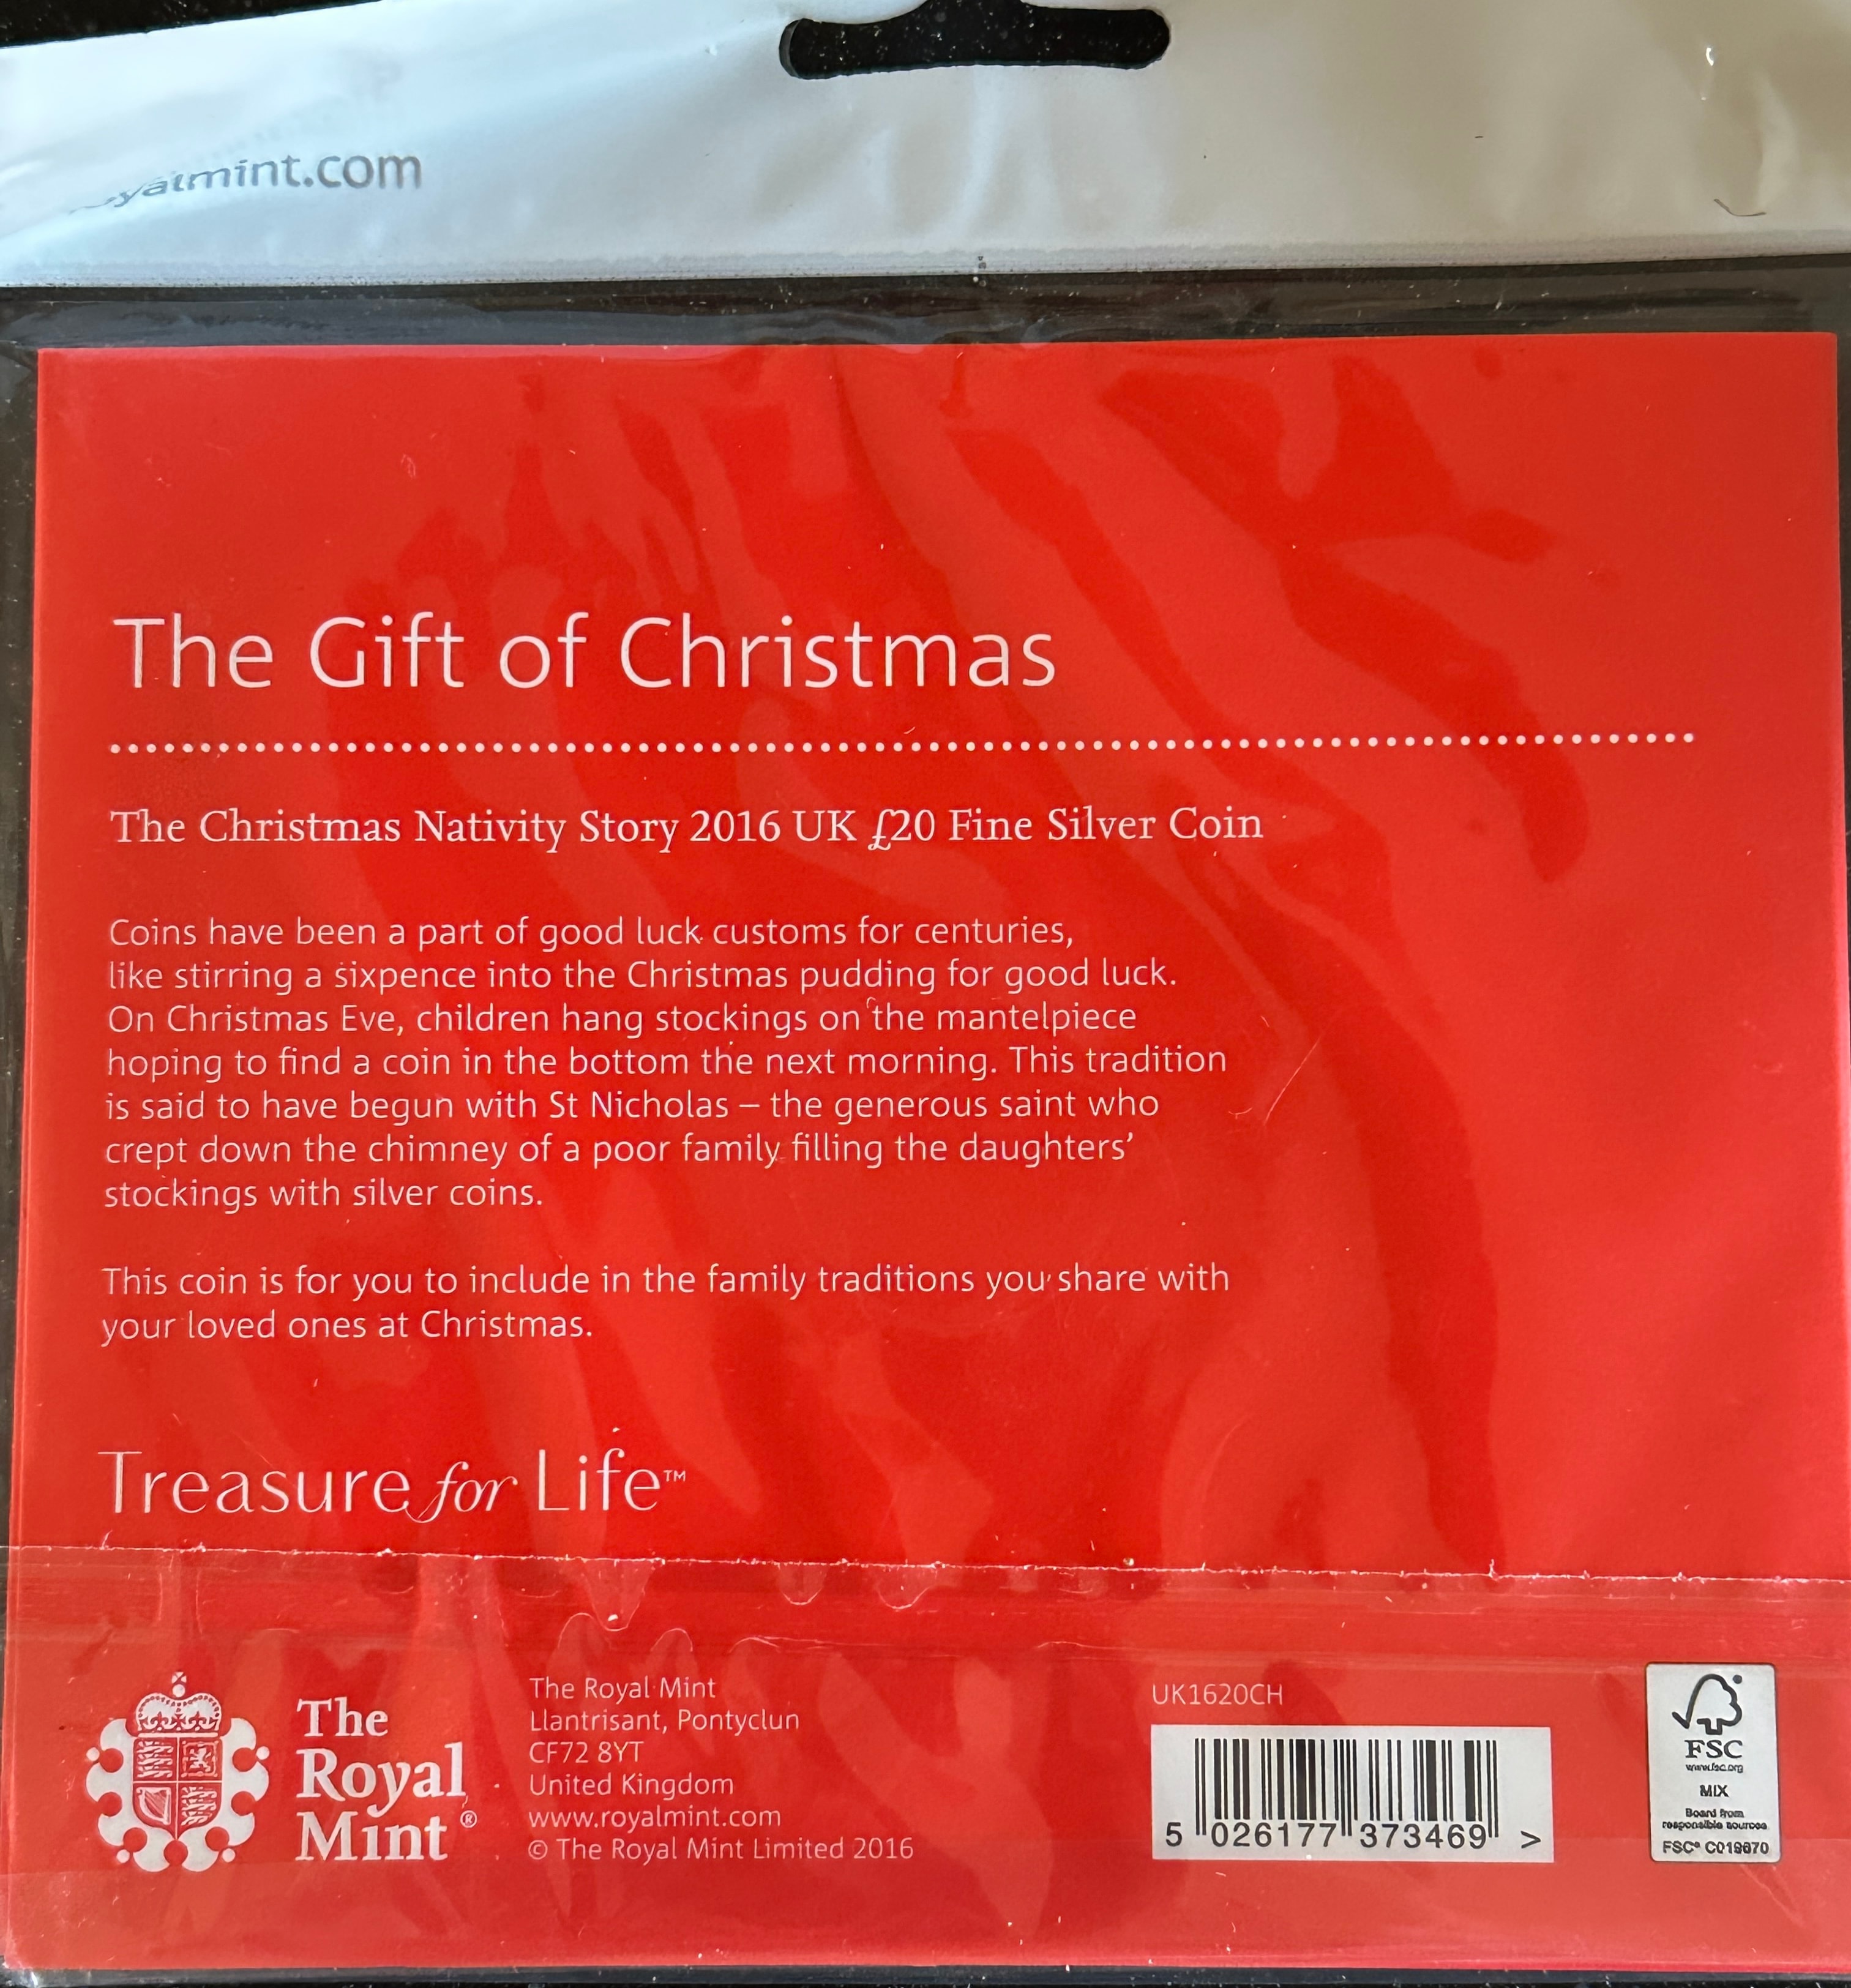 yalmint.com
The Gift of Christmas
The Christmas Nativity Story 2016 UK £20 Fine Silver Coin
Coins have been a part of good luck customs for centuries,
like stirring a sixpence into the Christmas pudding for good luck.
On Christmas Eve, children hang stockings on the mantelpiece
hoping to find a coin in the bottom the next morning. This tradition
is said to have begun with St Nicholas – the generous saint who
crept down the chimney of a poor family filling the daughters’
stockings with silver coins.
This coin is for you to include in the family traditions you share with
your loved ones at Christmas.
Treasure for Life™
The
Royal
Mint®
The Royal Mint
Llantrisant, Pontyclun
CF72 8YT
United Kingdom
www.royalmint.com
© The Royal Mint Limited 2016
UK1620CH
5 026177 373469 >
FSC
www.fsc.org
MIX
Board from
responsible sources
FSC® C019670